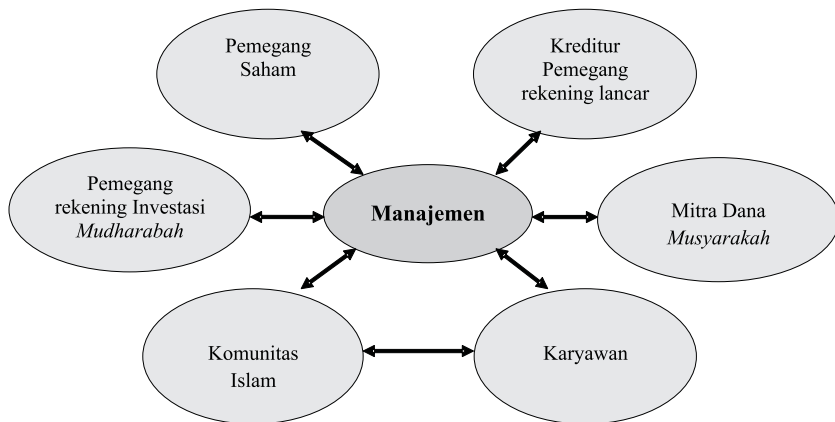 Pemegang
Saham
Kreditur
Pemegang
rekening lancar
Pemegang
rekening Investasi
Mudharabah
Manajemen
Mitra Dana
Musyarakah
Komunitas
Islam
Karyawan